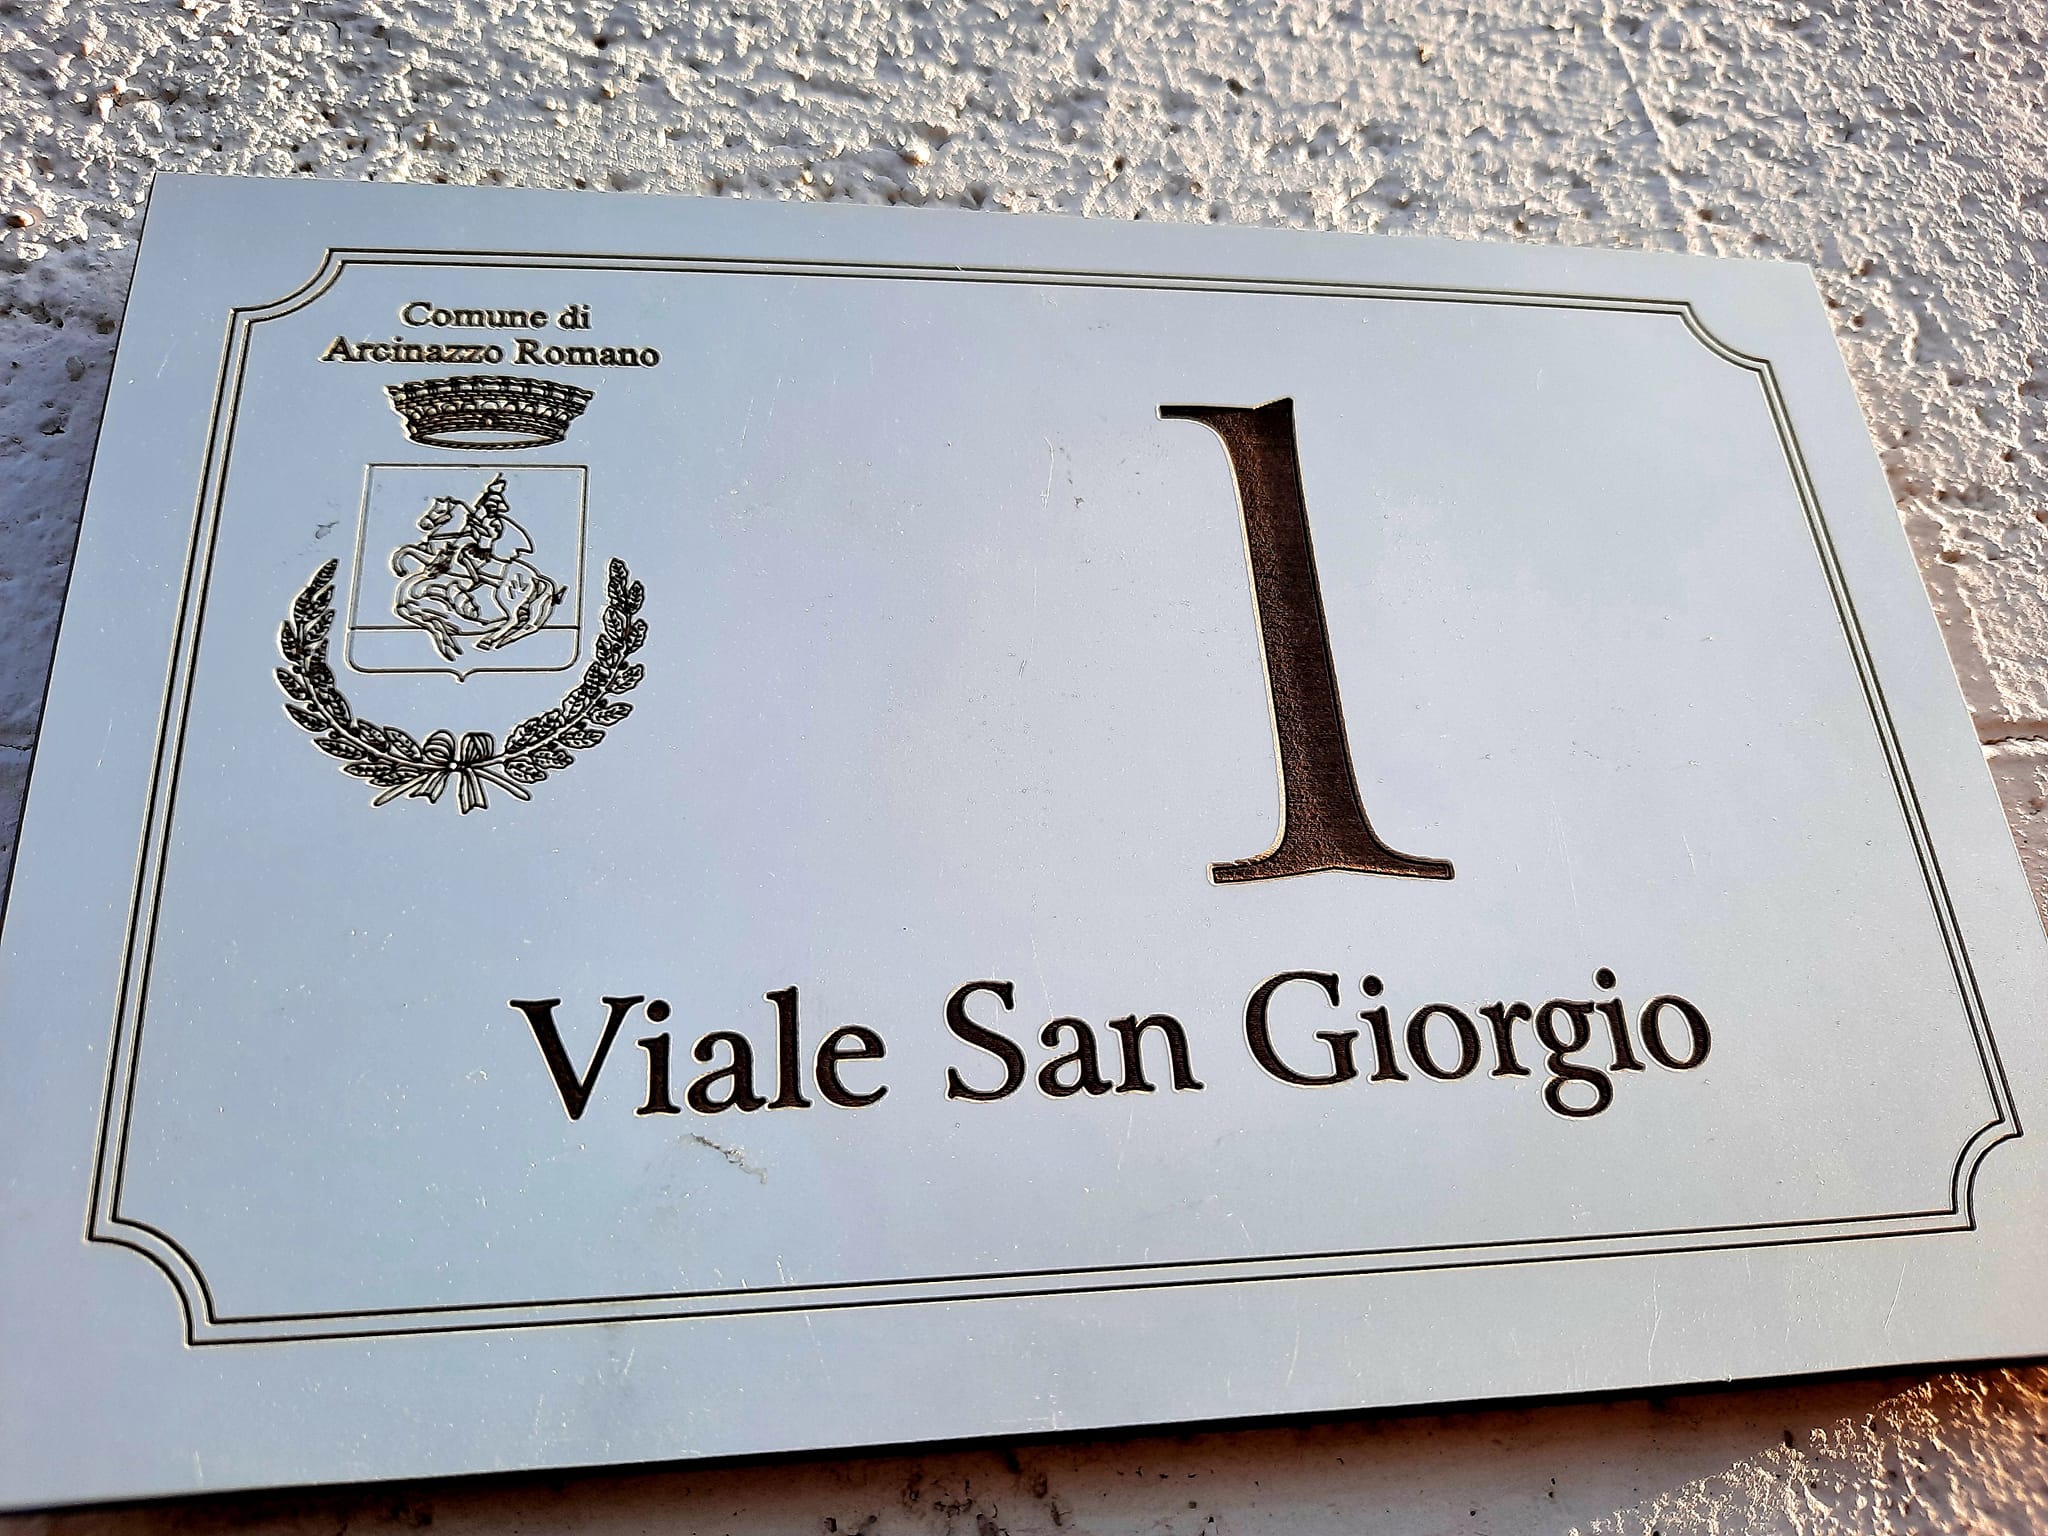 Comune di
Arcinazzo Romano
1
Viale San Giorgio